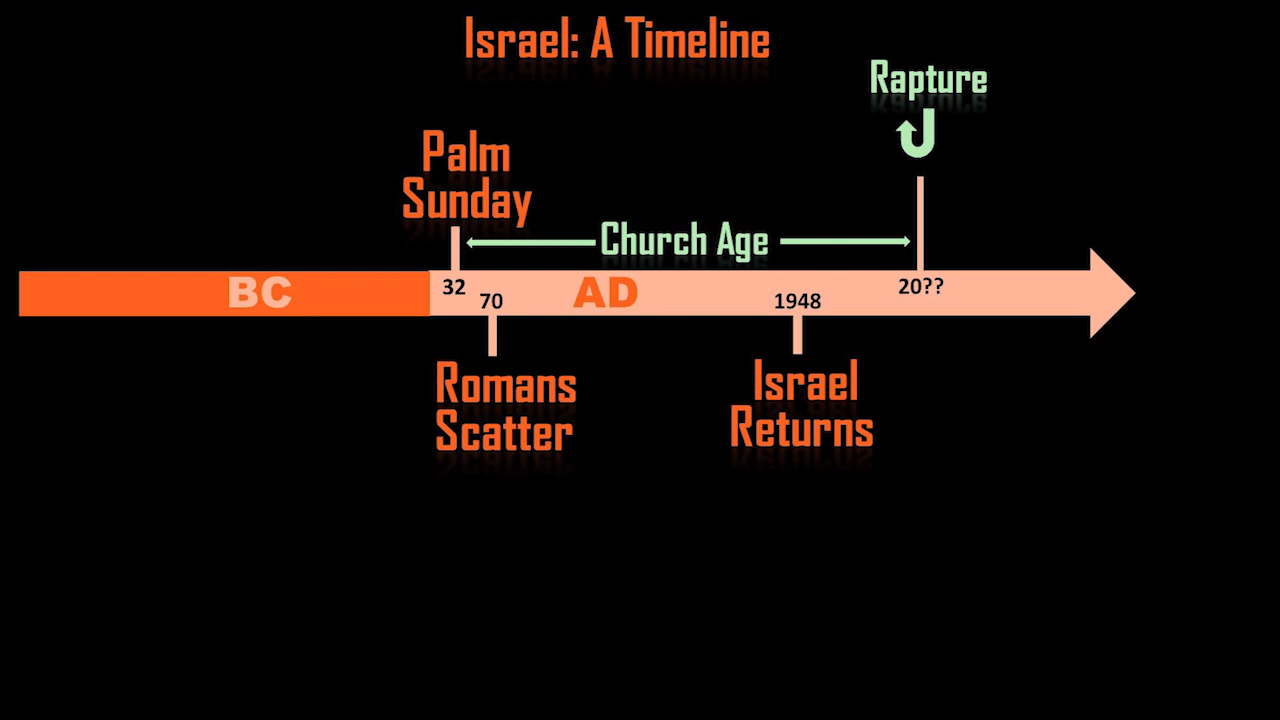 Israel: A Timeline
Rapture
Palm
Sunday
Church Age
BC
32
70
AD
1948
20??
Romans
Scatter
Israel
Returns